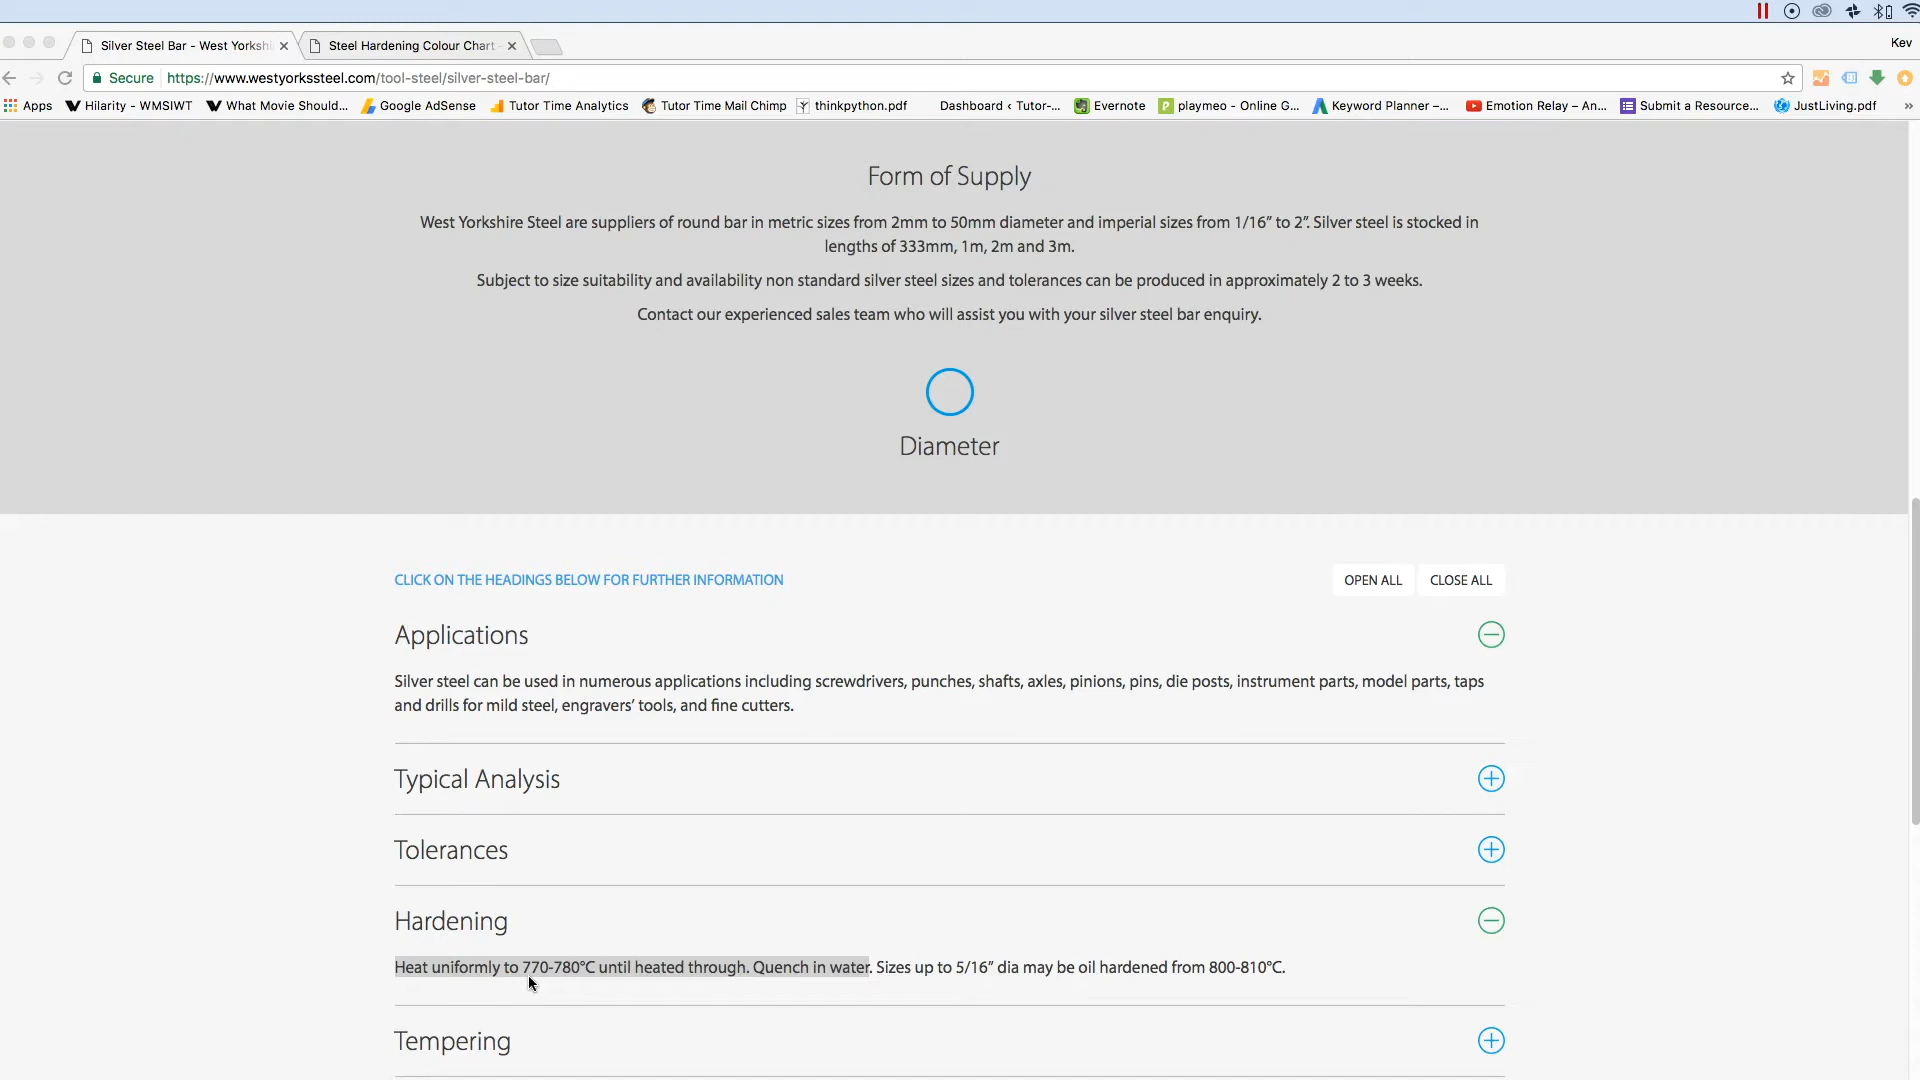 Silver Steel Bar - West Yorkshi
Steel Hardening Colour Chart
Kev
Secure https://www.westyorkssteel.com/tool-steel/silver-steel-bar/
Apps Hilarity - WMSIWT What Movie Should... Google AdSense Tutor Time Analytics Tutor Time Mail Chimp thinkpython.pdf Dashboard ‹ Tutor-... Evernote playmeo - Online G... Keyword Planner –... Emotion Relay – An... Submit a Resource... JustLiving.pdf »
Form of Supply
West Yorkshire Steel are suppliers of round bar in metric sizes from 2mm to 50mm diameter and imperial sizes from 1/16” to 2”. Silver steel is stocked in
lengths of 333mm, 1m, 2m and 3m.
Subject to size suitability and availability non standard silver steel sizes and tolerances can be produced in approximately 2 to 3 weeks.
Contact our experienced sales team who will assist you with your silver steel bar enquiry.
Diameter
CLICK ON THE HEADINGS BELOW FOR FURTHER INFORMATION
OPEN ALL CLOSE ALL
Applications
Silver steel can be used in numerous applications including screwdrivers, punches, shafts, axles, pinions, pins, die posts, instrument parts, model parts, taps
and drills for mild steel, engravers’ tools, and fine cutters.
Typical Analysis
Tolerances
Hardening
Heat uniformly to 770-780°C until heated through. Quench in water. Sizes up to 5/16” dia may be oil hardened from 800-810°C.
Tempering